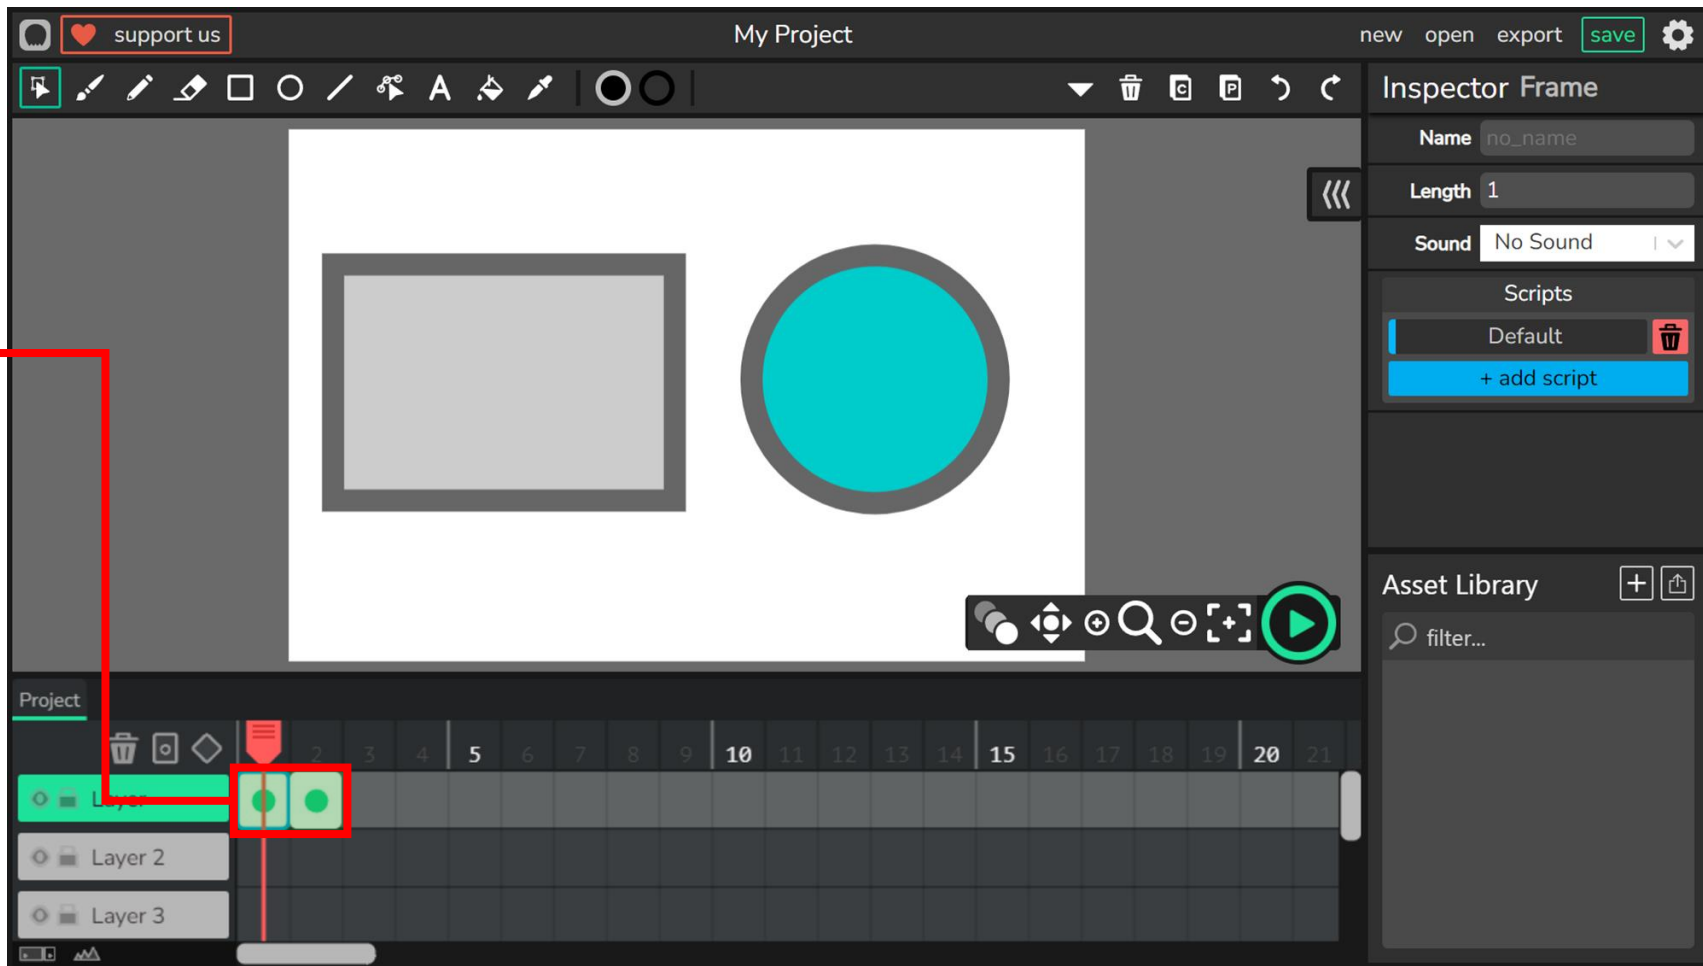 support us
My Project
new open export save
A
C
P
Inspector Frame
Name no_name
Length 1
Sound No Sound
Scripts
Default
+ add script
Asset Library
filter...
Project
2 3 4 5 6 7 8 9 10 11 12 13 14 15 16 17 18 19 20 21
Layer
Layer 2
Layer 3